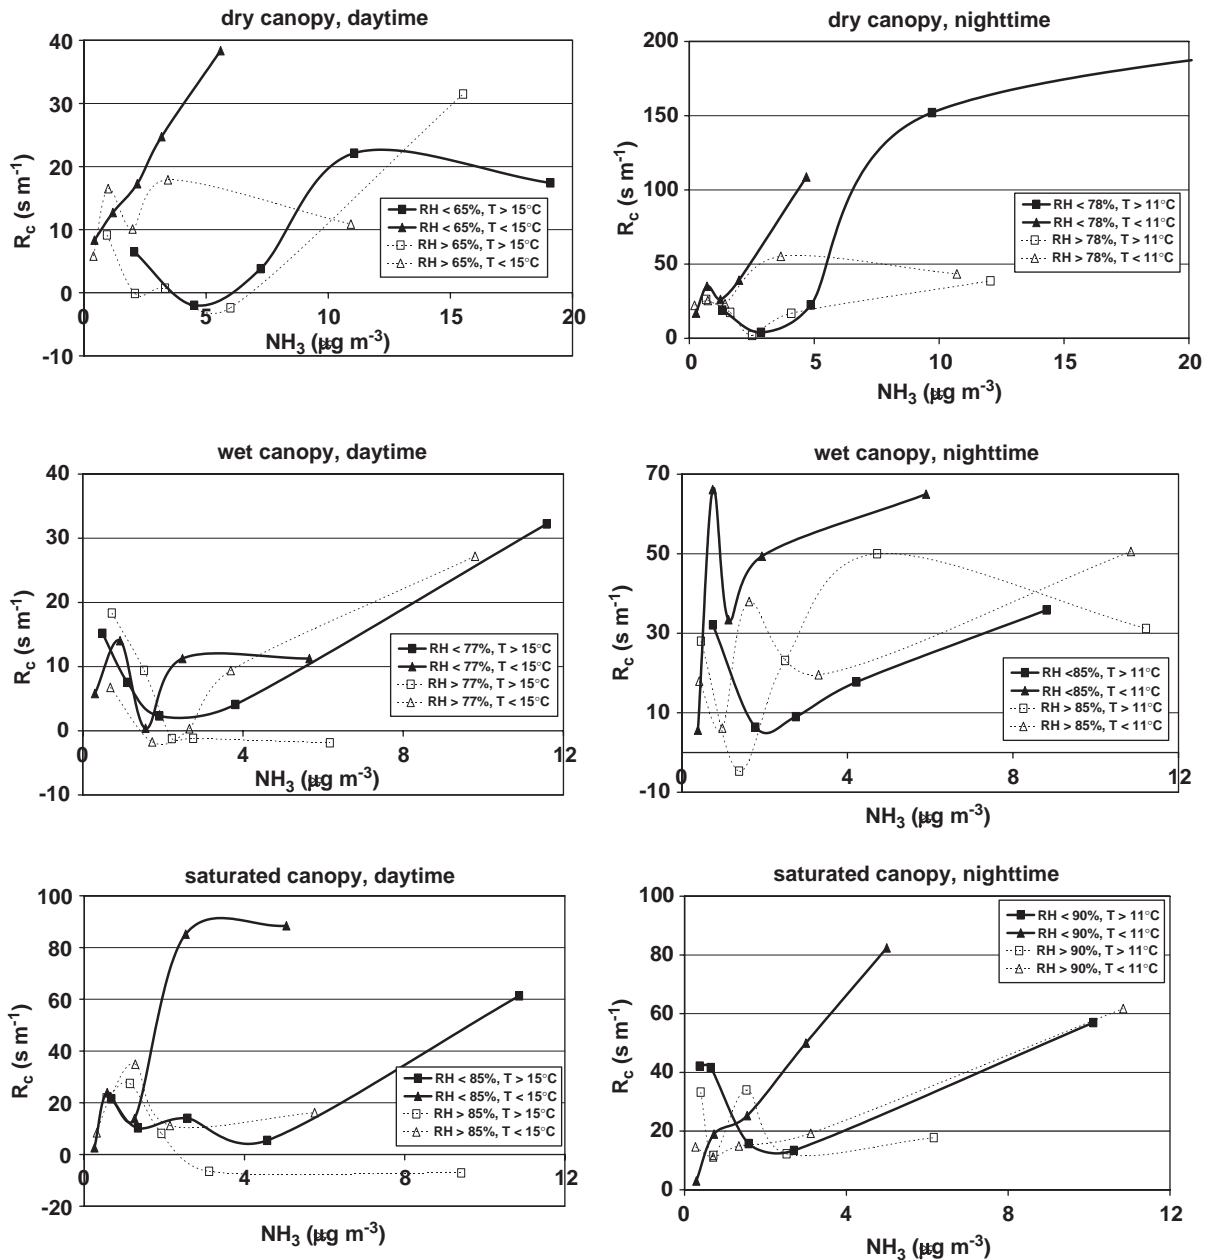 dry canopy, daytime
40
30
20
10
0
-10
R_c (s m⁻¹)
0 5 10 15 20
NH₃ (μg m⁻³)
RH < 65%, T > 15°C
RH < 65%, T < 15°C
RH > 65%, T > 15°C
RH > 65%, T < 15°C
dry canopy, nighttime
200
150
100
50
0
R_c (s m⁻¹)
0 5 10 15 20
NH₃ (μg m⁻³)
RH < 78%, T > 11°C
RH < 78%, T < 11°C
RH > 78%, T > 11°C
RH > 78%, T < 11°C
wet canopy, daytime
40
30
20
10
0
-10
R_c (s m⁻¹)
0 4 8 12
NH₃ (μg m⁻³)
RH < 77%, T > 15°C
RH < 77%, T < 15°C
RH > 77%, T > 15°C
RH > 77%, T < 15°C
wet canopy, nighttime
70
50
30
10
-10
R_c (s m⁻¹)
0 4 8 12
NH₃ (μg m⁻³)
RH <85%, T > 11°C
RH <85%, T < 11°C
RH > 85%, T > 11°C
RH > 85%, T < 11°C
saturated canopy, daytime
100
80
60
40
20
0
-20
R_c (s m⁻¹)
0 4 8 12
NH₃ (μg m⁻³)
RH < 85%, T > 15°C
RH < 85%, T < 15°C
RH > 85%, T > 15°C
RH > 85%, T < 15°C
saturated canopy, nighttime
100
80
60
40
20
0
R_c (s m⁻¹)
0 4 8 12
NH₃ (μg m⁻³)
RH < 90%, T > 11°C
RH < 90%, T < 11°C
RH > 90%, T > 11°C
RH > 90%, T < 11°C